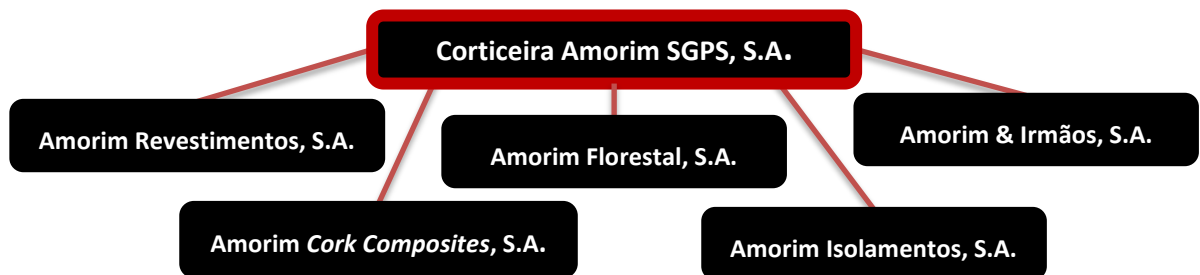 Corticeira Amorim SGPS, S.A.
Amorim Revestimentos, S.A.
Amorim Florestal, S.A.
Amorim & Irmãos, S.A.
Amorim Cork Composites, S.A.
Amorim Isolamentos, S.A.